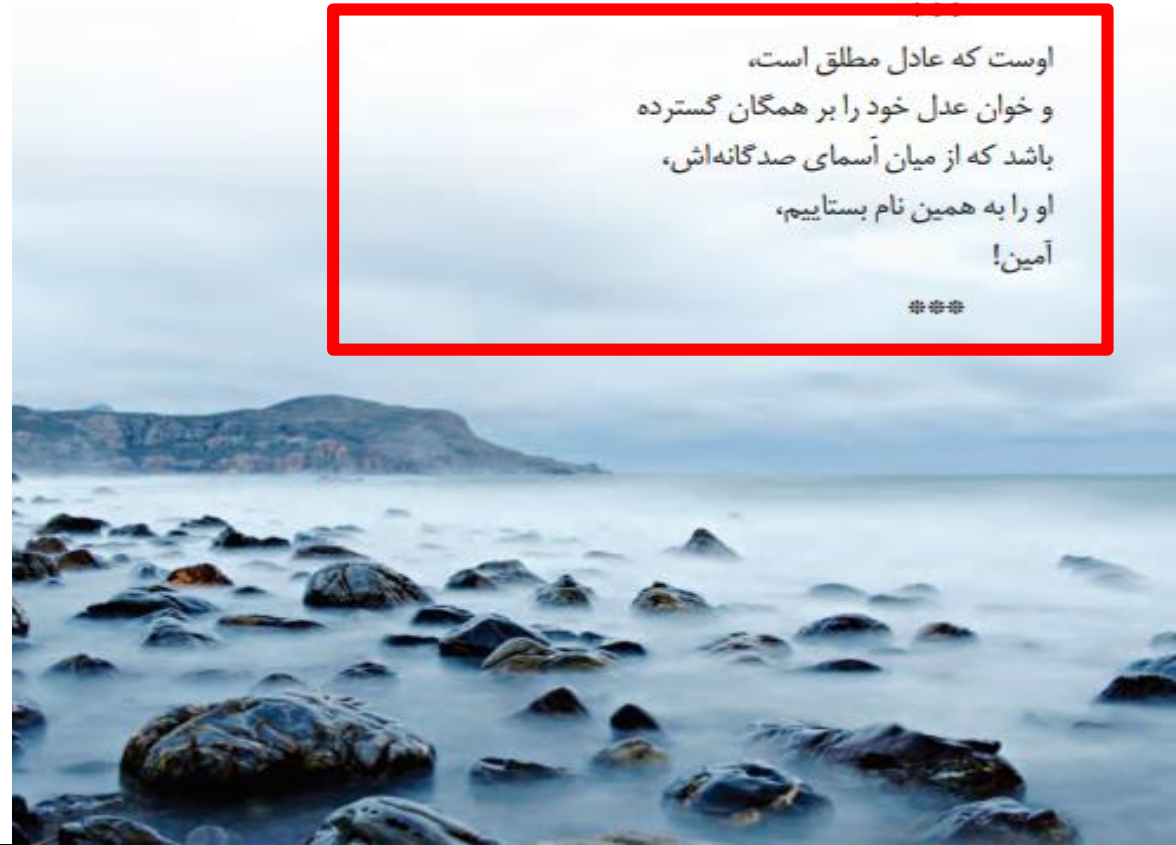 ***
اوست که عادل مطلق است،
و خوان عدل خود را بر همگان گسترده
باشد که از میان اَسمای صدگانه‌اش،
او را به همین نام بستاییم،
آمین!
***